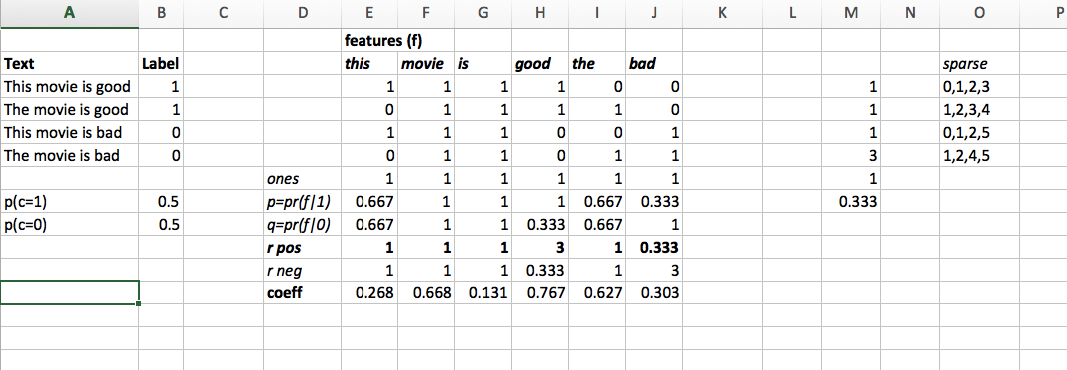 A B C D E F G H I J K L M N O P
features (f)
Text Label this movie is good the bad sparse
This movie is good 1 1 1 1 1 0 0 1 0,1,2,3
The movie is good 1 0 1 1 1 1 0 1 1,2,3,4
This movie is bad 0 1 1 1 0 0 1 1 0,1,2,5
The movie is bad 0 0 1 1 0 1 1 3 1,2,4,5
ones 1 1 1 1 1 1 1
p(c=1) 0.5 p=pr(f|1) 0.667 1 1 1 0.667 0.333 0.333
p(c=0) 0.5 q=pr(f|0) 0.667 1 1 0.333 0.667 1
r pos 1 1 1 3 1 0.333
r neg 1 1 1 0.333 1 3
coeff 0.268 0.668 0.131 0.767 0.627 0.303